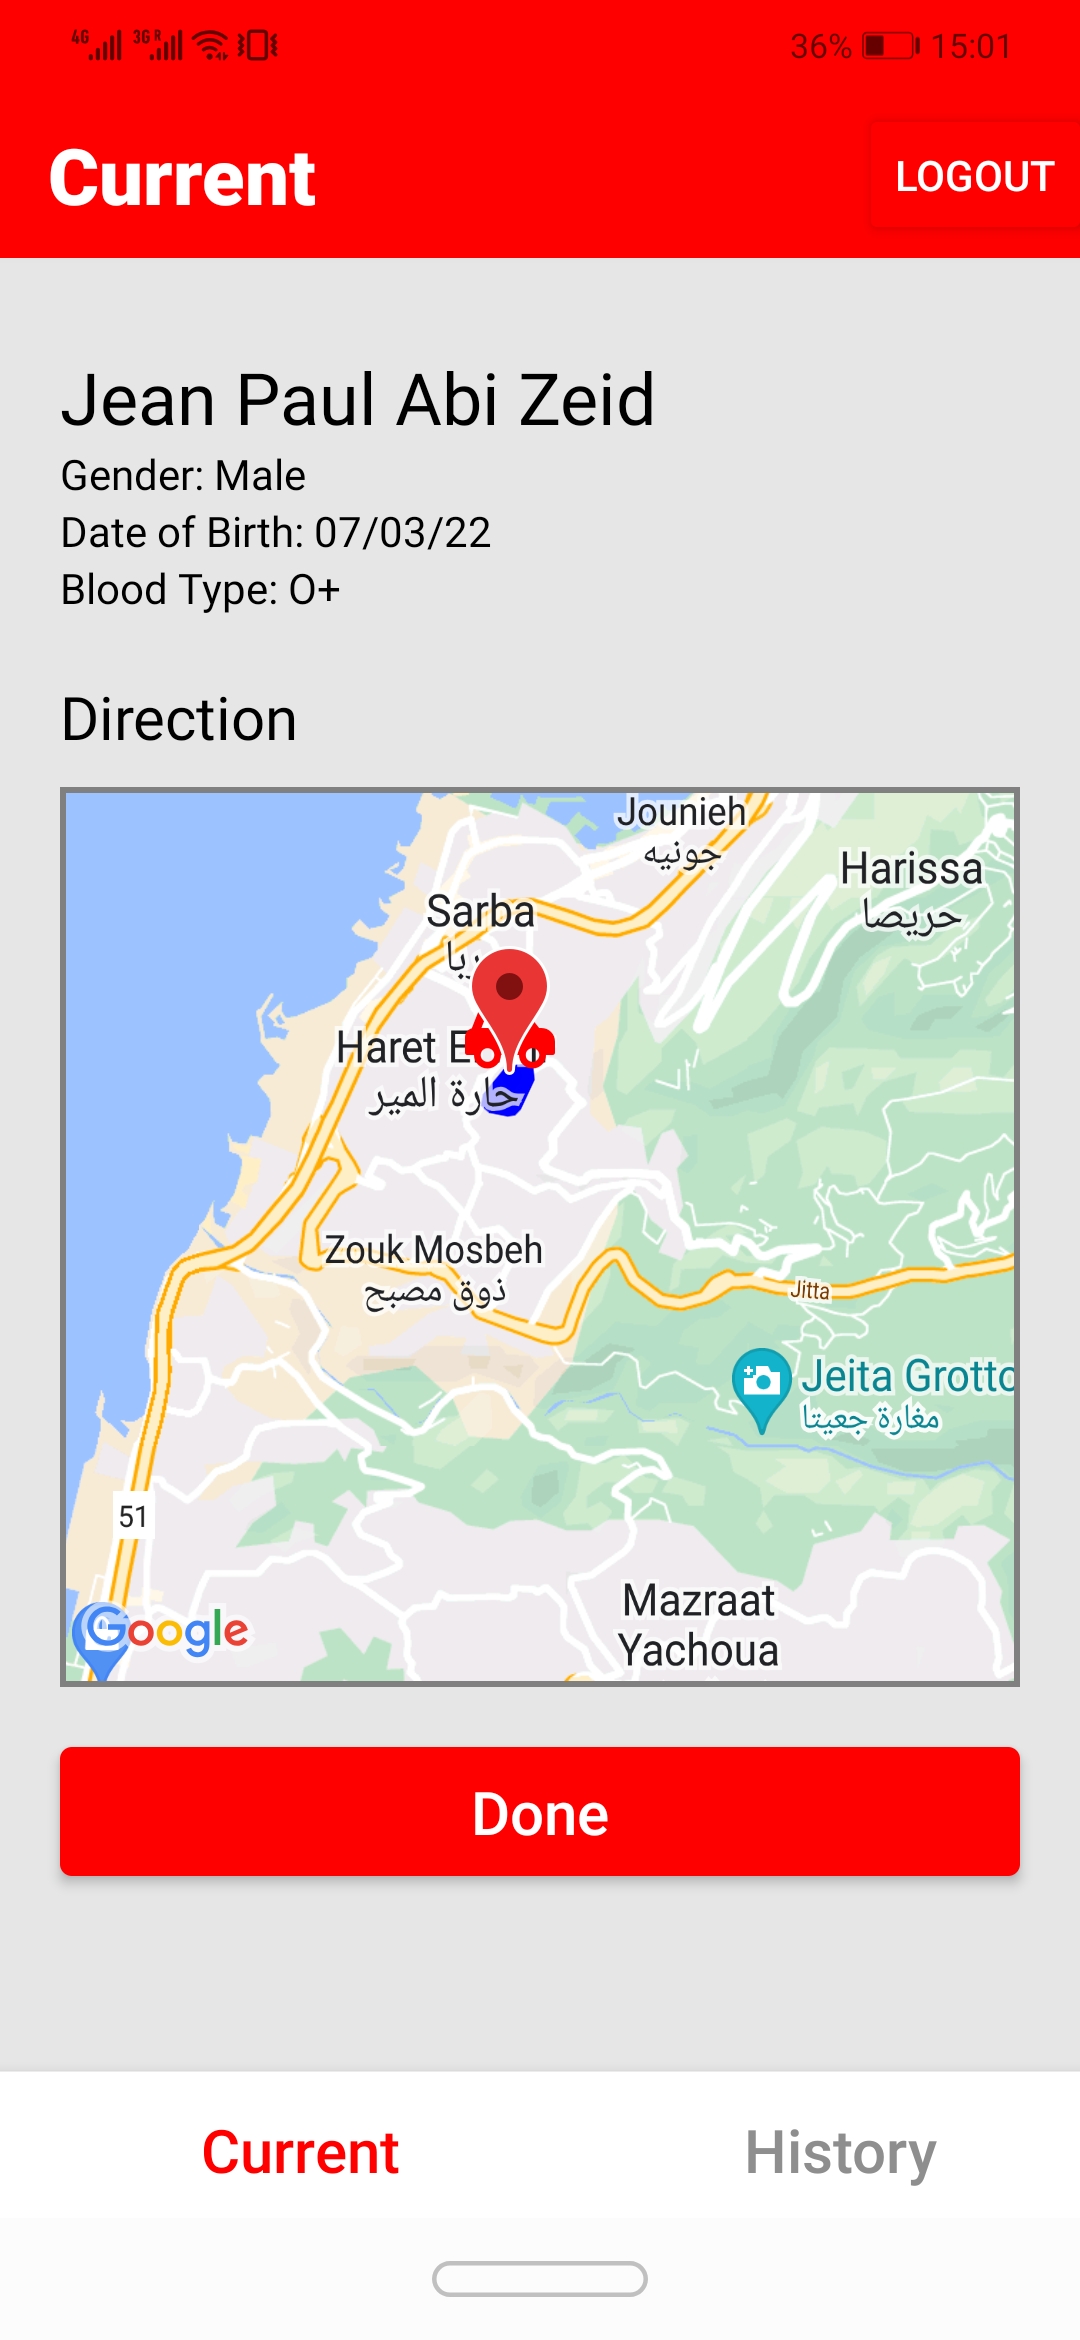 4G 3G R 36% 15:01
Current LOGOUT
Jean Paul Abi Zeid
Gender: Male
Date of Birth: 07/03/22
Blood Type: O+
Direction
Jounieh
جونيه
Harissa
حريصا
Sarba
Haret
حارة المير
Zouk Mosbeh
ذوق مصبح
Jitta
Jeita Grotto
مغارة جعيتا
51
Mazraat
Yachoua
Google
Done
Current History